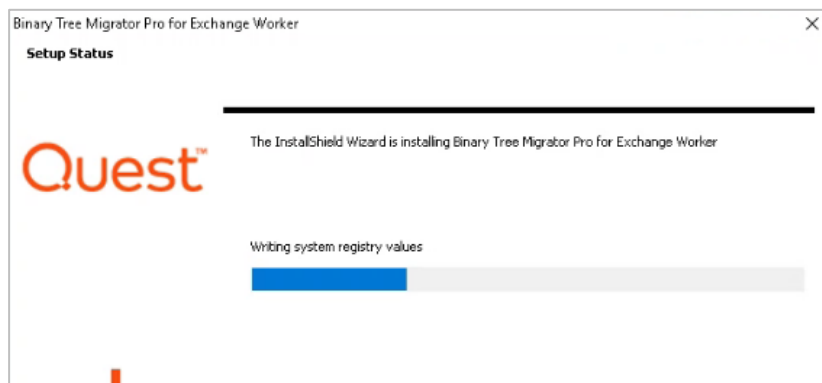 Binary Tree Migrator Pro for Exchange Worker
Setup Status
Quest™
The InstallShield Wizard is installing Binary Tree Migrator Pro for Exchange Worker
Writing system registry values